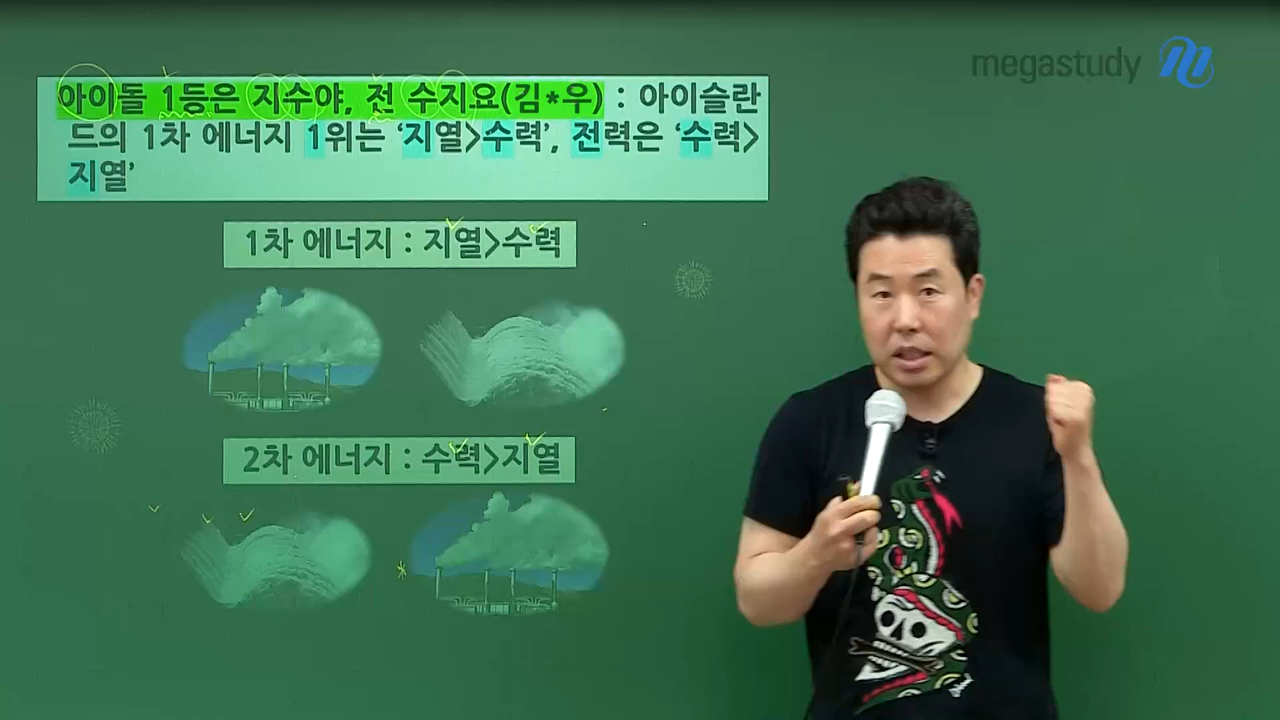 megastudy
아이돌 1등은 지수야, 전 수지요(김*우) : 아이슬란
드의 1차 에너지 1위는 ‘지열>수력’, 전력은 ‘수력>
지열’
1차 에너지 : 지열>수력
2차 에너지 : 수력>지열